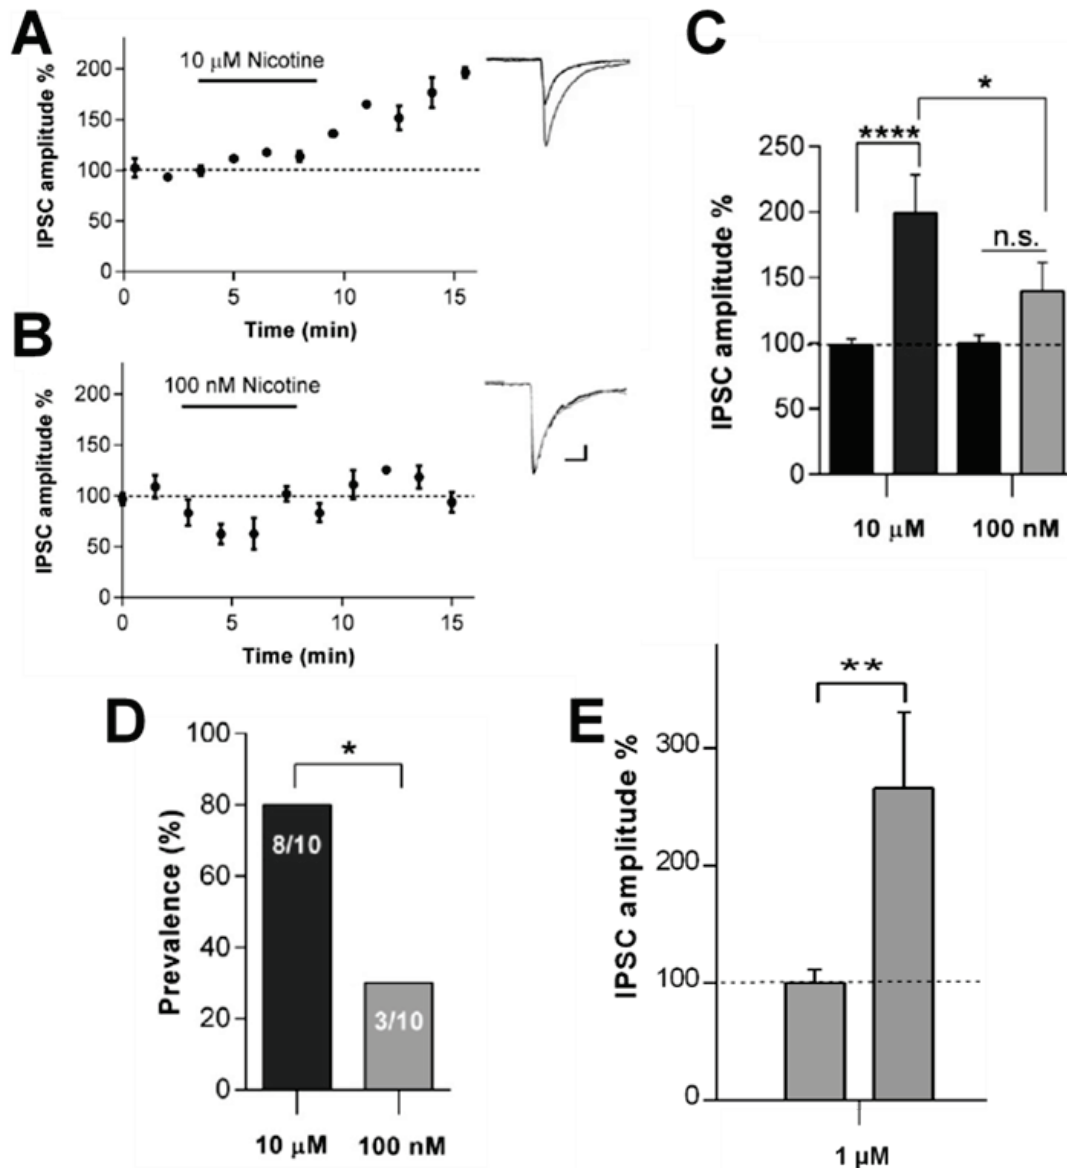 A
IPSC amplitude %
200
150
100
50
0
10 µM Nicotine
0 5 10 15
Time (min)
B
IPSC amplitude %
200
150
100
50
0
100 nM Nicotine
0 5 10 15
Time (min)
C
IPSC amplitude %
250
200
150
100
50
0
****
*
n.s.
10 µM 100 nM
D
Prevalence (%)
100
80
60
40
20
0
*
8/10
3/10
10 µM 100 nM
E
IPSC amplitude %
300
200
100
0
**
1 µM